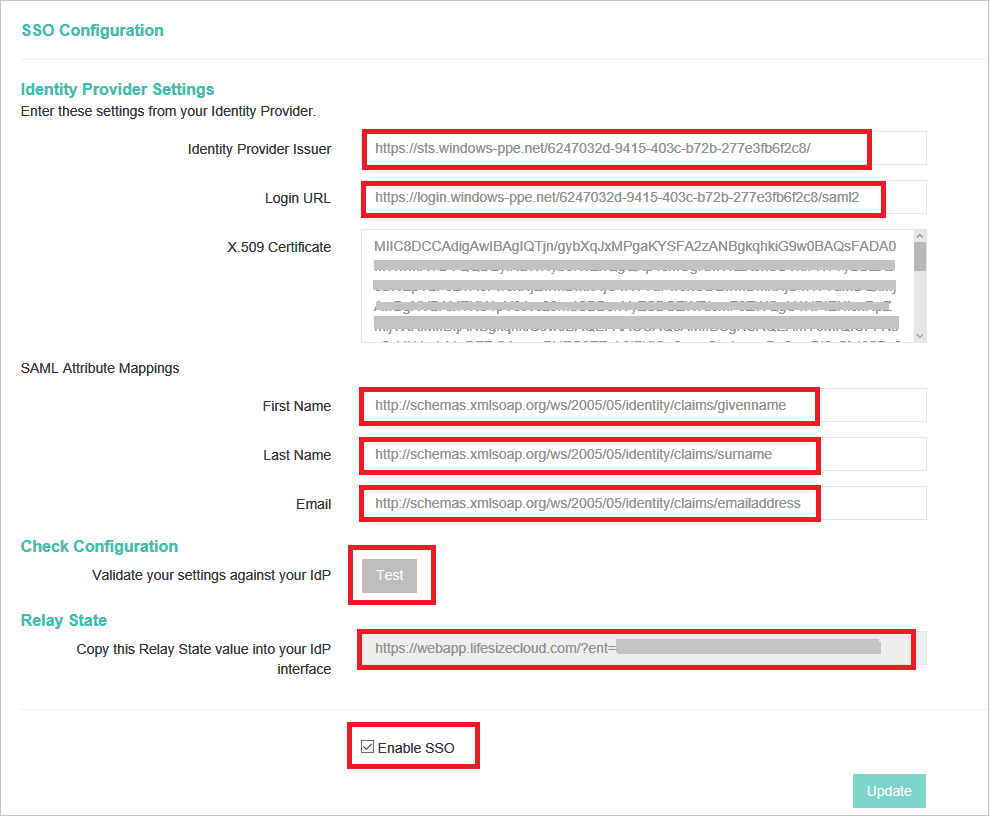 SSO Configuration
Identity Provider Settings
Enter these settings from your Identity Provider.
Identity Provider Issuer
https://sts.windows-ppe.net/6247032d-9415-403c-b72b-277e3fb6f2c8/
Login URL
https://login.windows-ppe.net/6247032d-9415-403c-b72b-277e3fb6f2c8/saml2
X.509 Certificate
MIIC8DCCAdigAwIBAgIQTjn/gybXqJxMPgaKYSFA2zANBgkqhkiG9w0BAQsFADA0
SAML Attribute Mappings
First Name
http://schemas.xmlsoap.org/ws/2005/05/identity/claims/givenname
Last Name
http://schemas.xmlsoap.org/ws/2005/05/identity/claims/surname
Email
http://schemas.xmlsoap.org/ws/2005/05/identity/claims/emailaddress
Check Configuration
Validate your settings against your IdP
Test
Relay State
Copy this Relay State value into your IdP
interface
https://webapp.lifesizecloud.com/?ent=
Enable SSO
Update